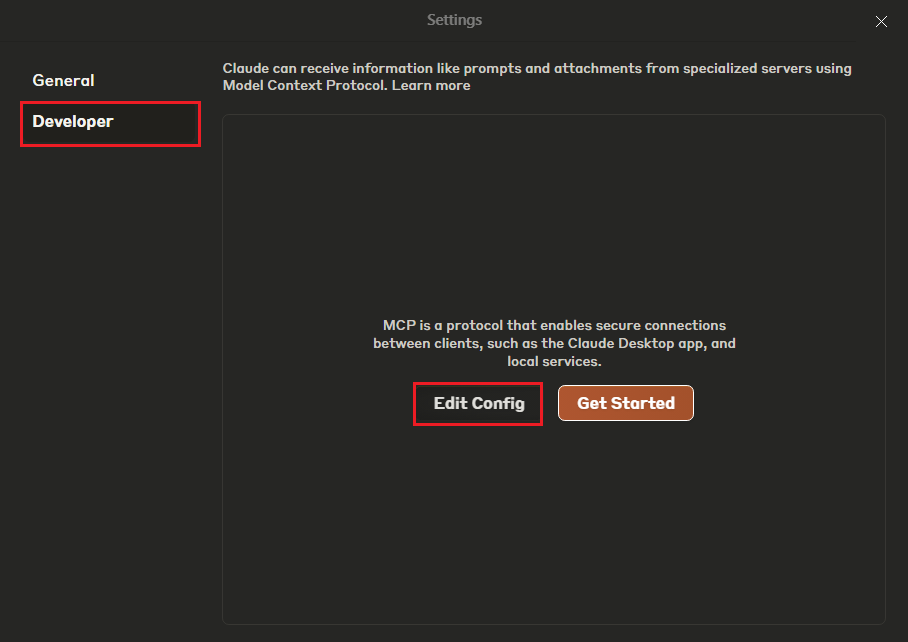 Settings
General
Developer
Claude can receive information like prompts and attachments from specialized servers using
Model Context Protocol. Learn more
MCP is a protocol that enables secure connections
between clients, such as the Claude Desktop app, and
local services.
Edit Config
Get Started